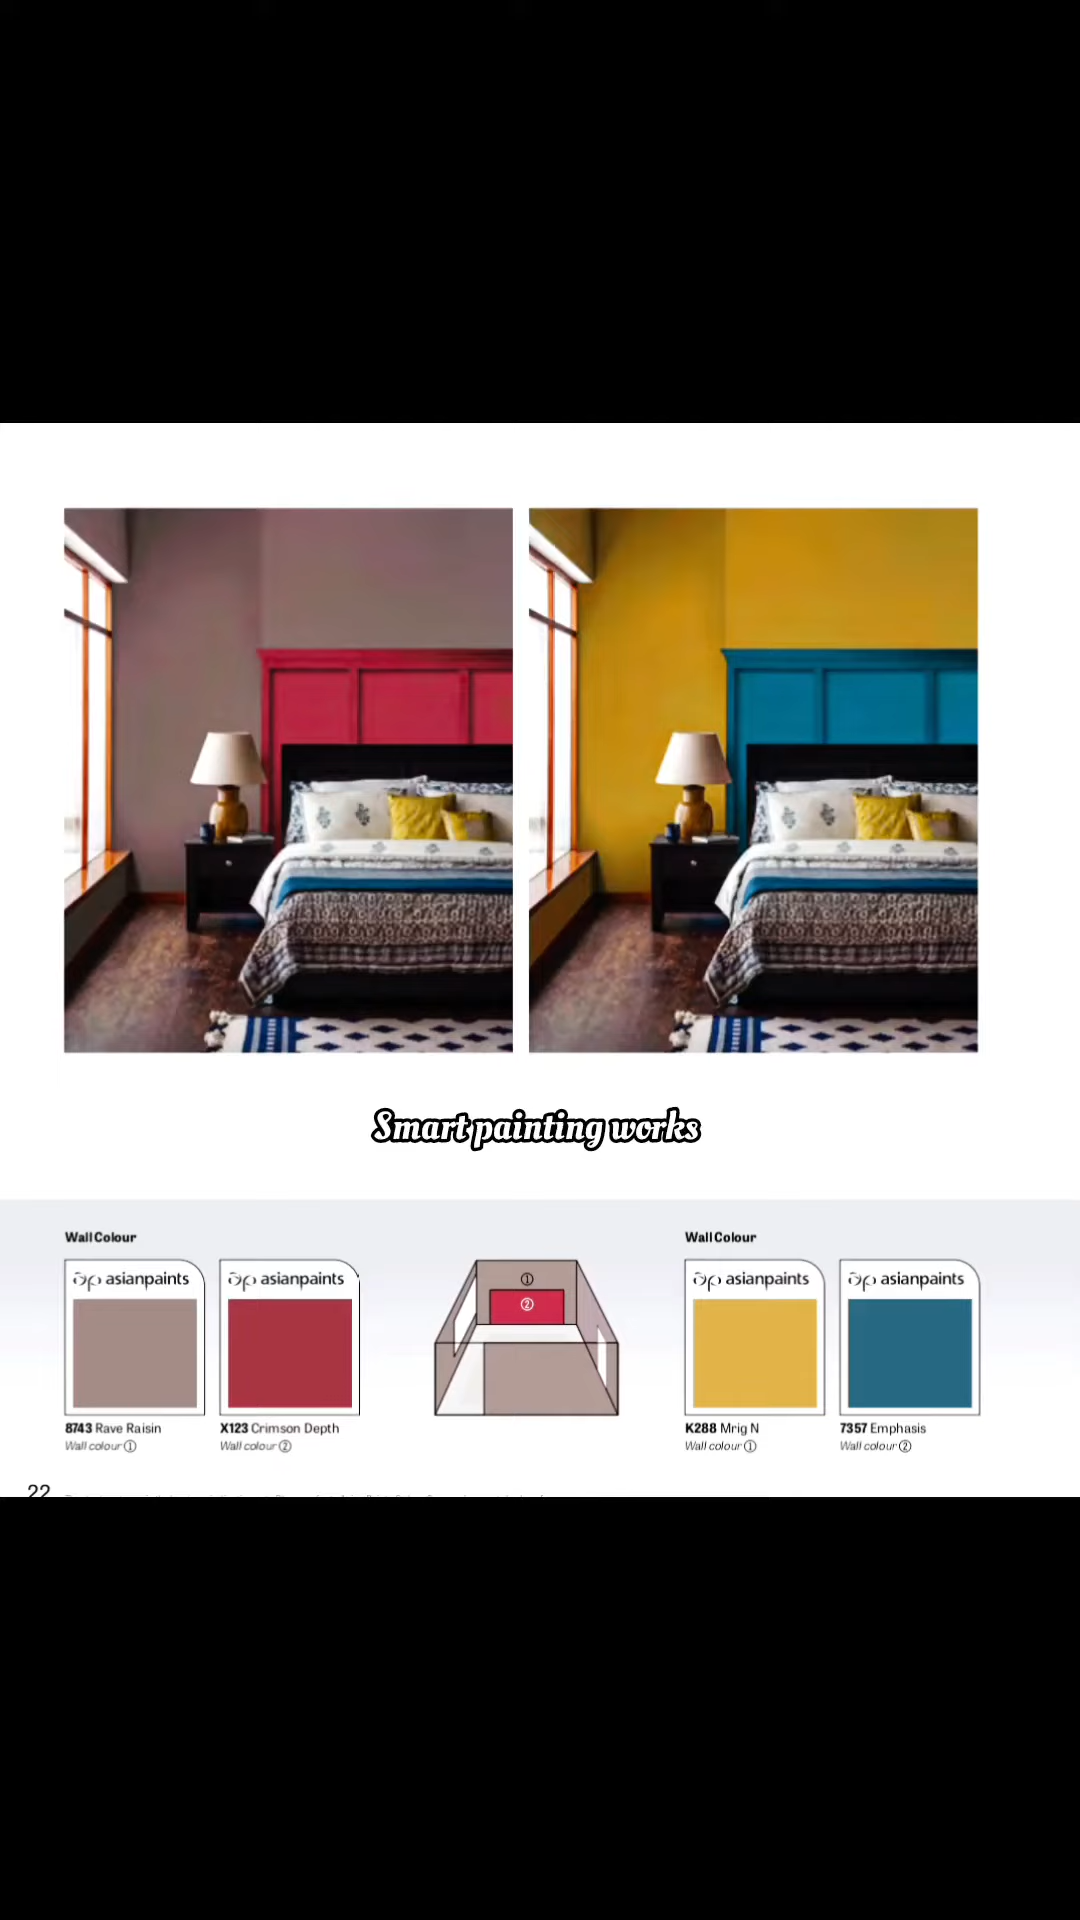 Smart painting works
Wall Colour
Wall Colour
asianpaints
asianpaints
①
②
asianpaints
asianpaints
8743 Rave Raisin
X123 Crimson Depth
K288 Mrig N
7357 Emphasis
Wall colour ①
Wall colour ②
Wall colour ①
Wall colour ②
22